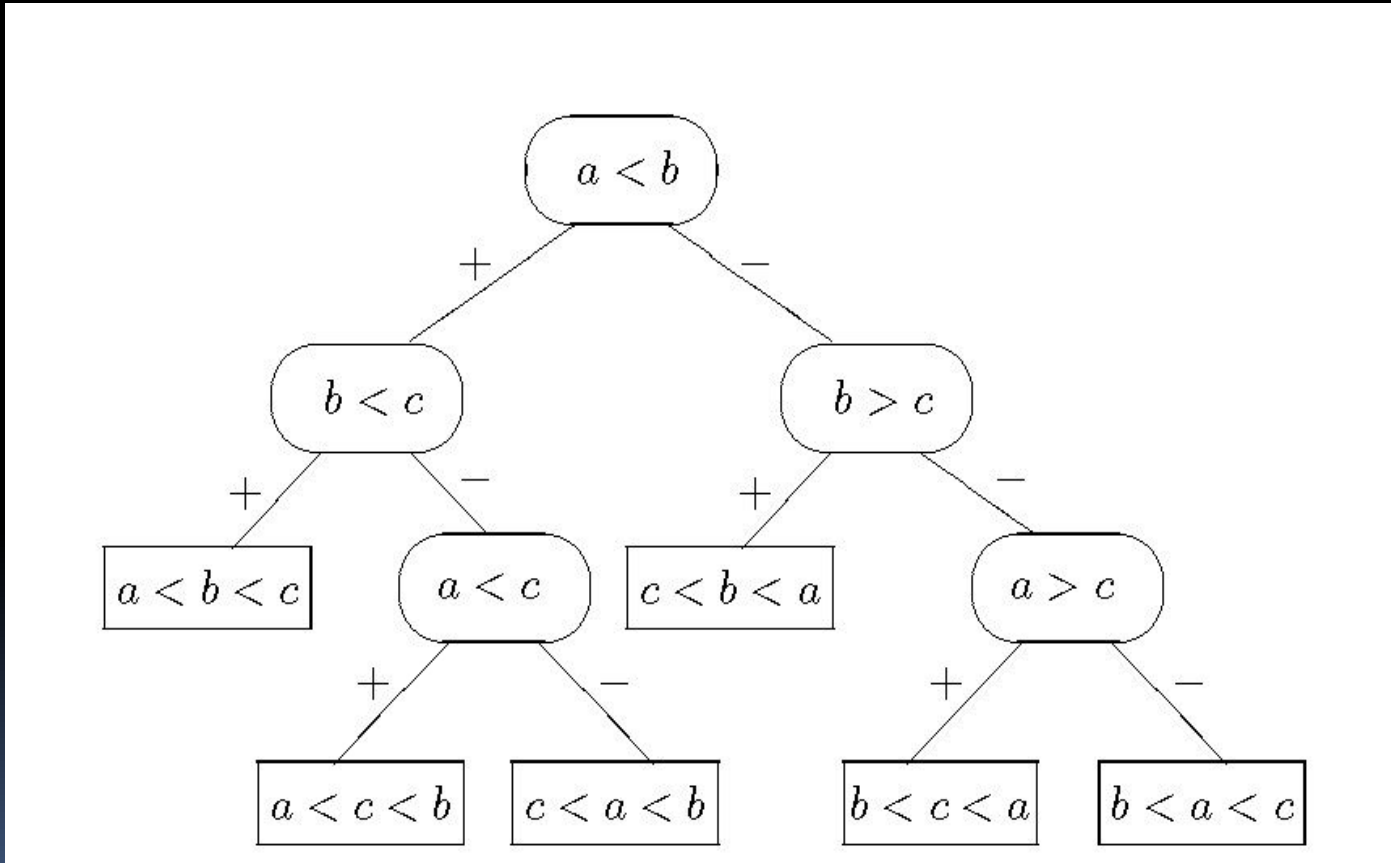 a < b
+ −
b < c b > c
+ − + −
a < b < c a < c c < b < a a > c
+ − + −
a < c < b c < a < b b < c < a b < a < c